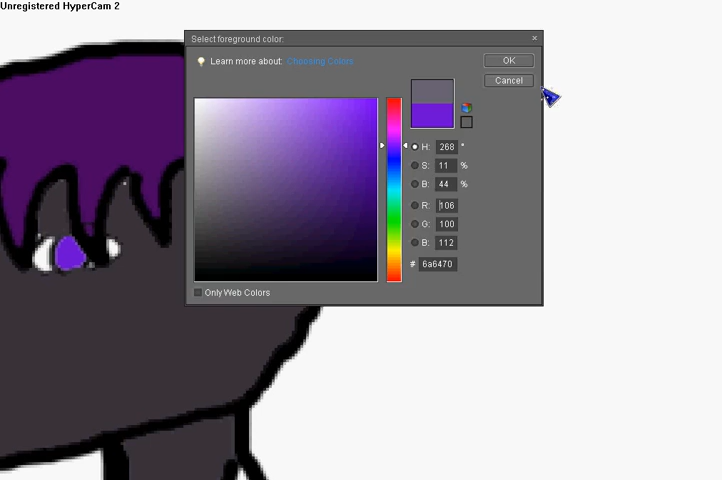 Unregistered HyperCam 2
Select foreground color:
Learn more about: Choosing Colors
OK
Cancel
H: 268 °
S: 11 %
B: 44 %
R: 106
G: 100
B: 112
# 6a6470
Only Web Colors